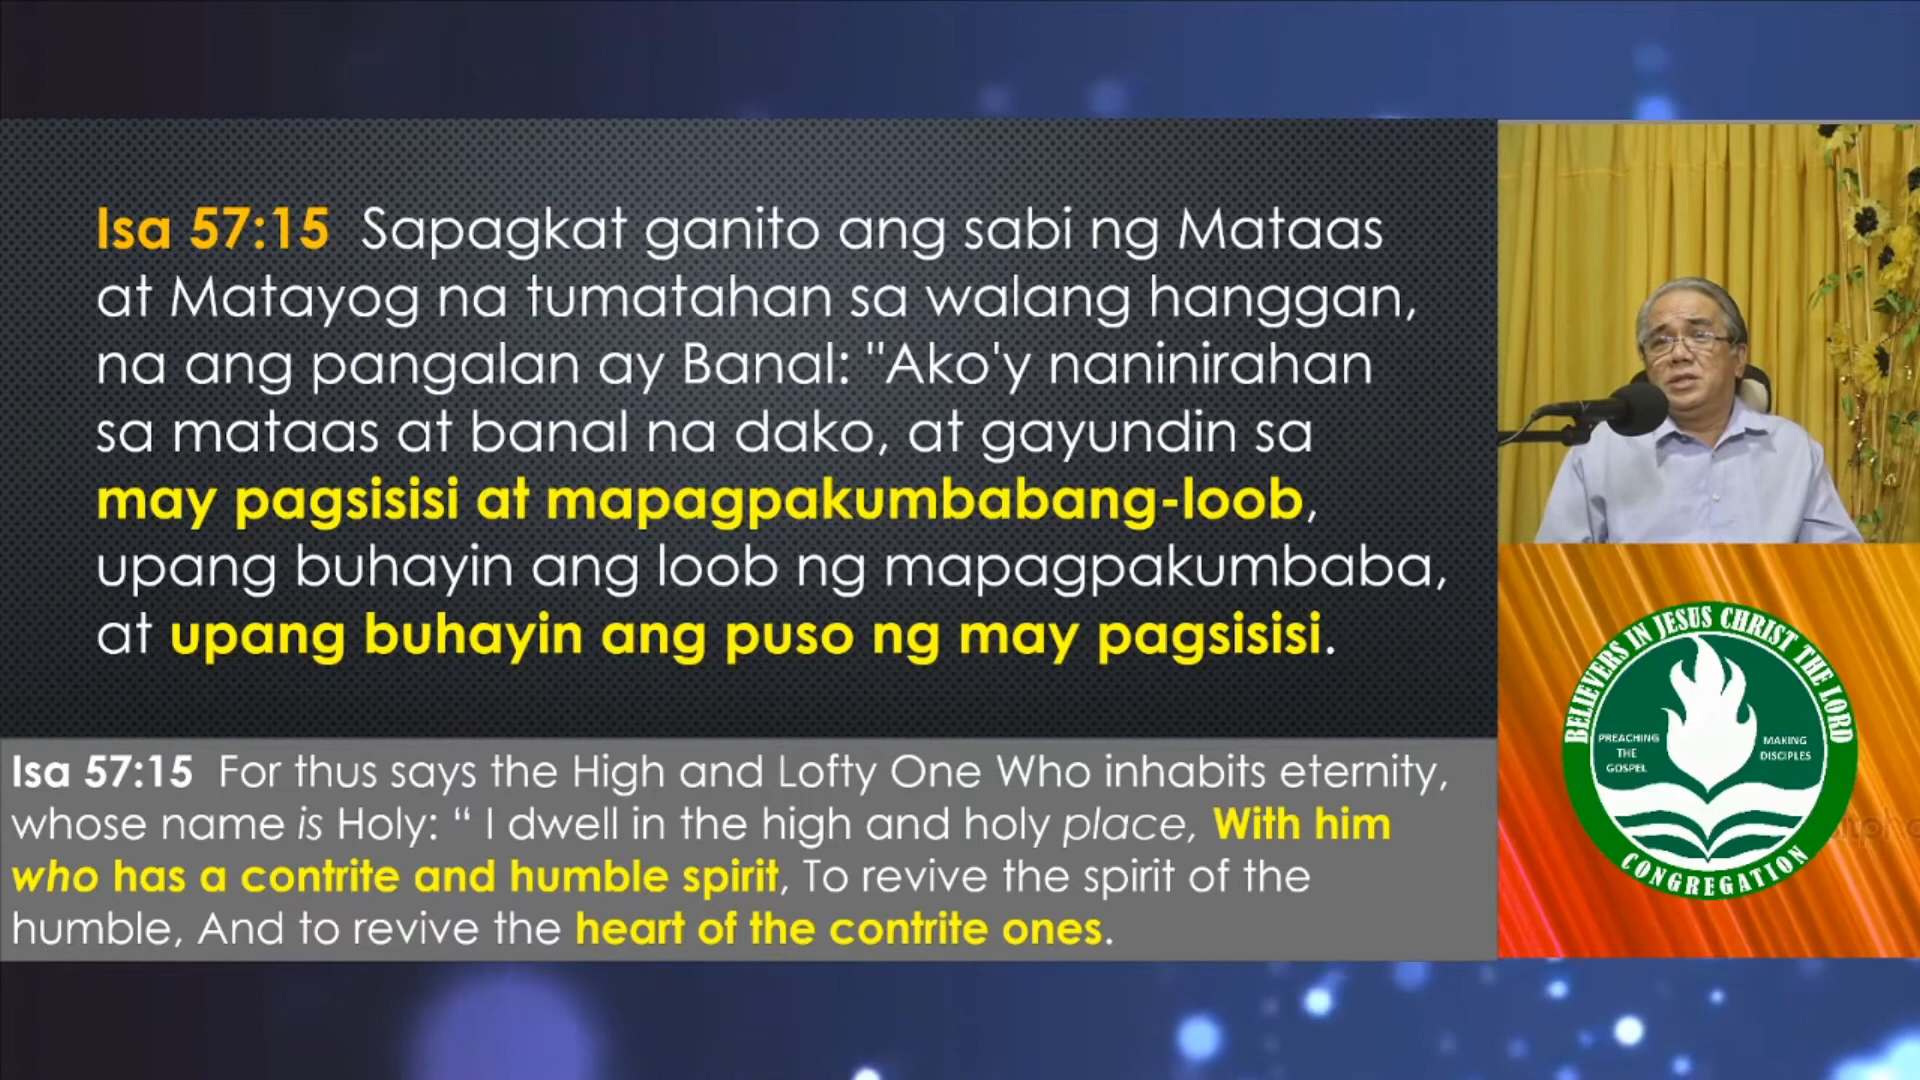 Isa 57:15 Sapagkat ganito ang sabi ng Mataas
at Matayog na tumatahan sa walang hanggan,
na ang pangalan ay Banal: "Ako'y naninirahan
sa mataas at banal na dako, at gayundin sa
may pagsisisi at mapagpakumbabang-loob,
upang buhayin ang loob ng mapagpakumbaba,
at upang buhayin ang puso ng may pagsisisi.
Isa 57:15 For thus says the High and Lofty One Who inhabits eternity,
whose name is Holy: “ I dwell in the high and holy place, With him
who has a contrite and humble spirit, To revive the spirit of the
humble, And to revive the heart of the contrite ones.
BELIEVERS IN JESUS CHRIST THE LORD
PREACHING
THE
GOSPEL
MAKING
DISCIPLES
CONGREGATION